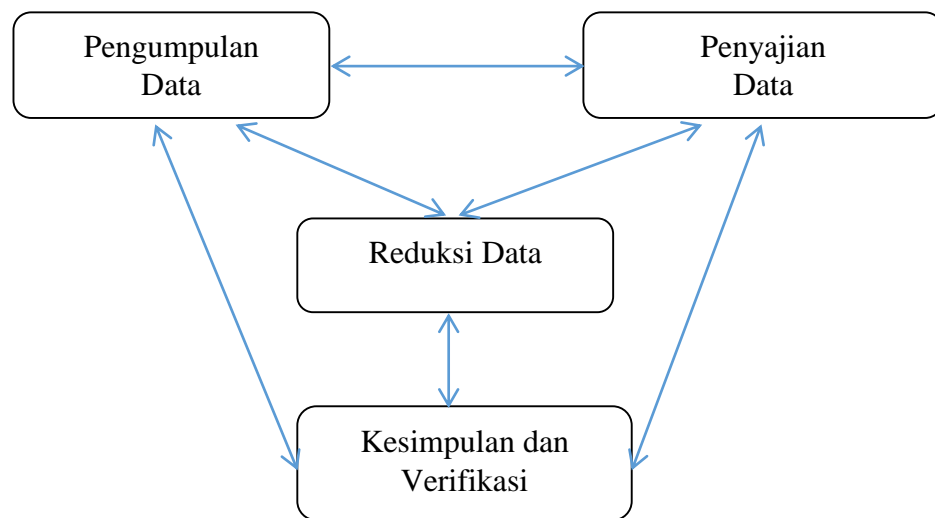 Pengumpulan
Data
Penyajian
Data
Reduksi Data
Kesimpulan dan
Verifikasi